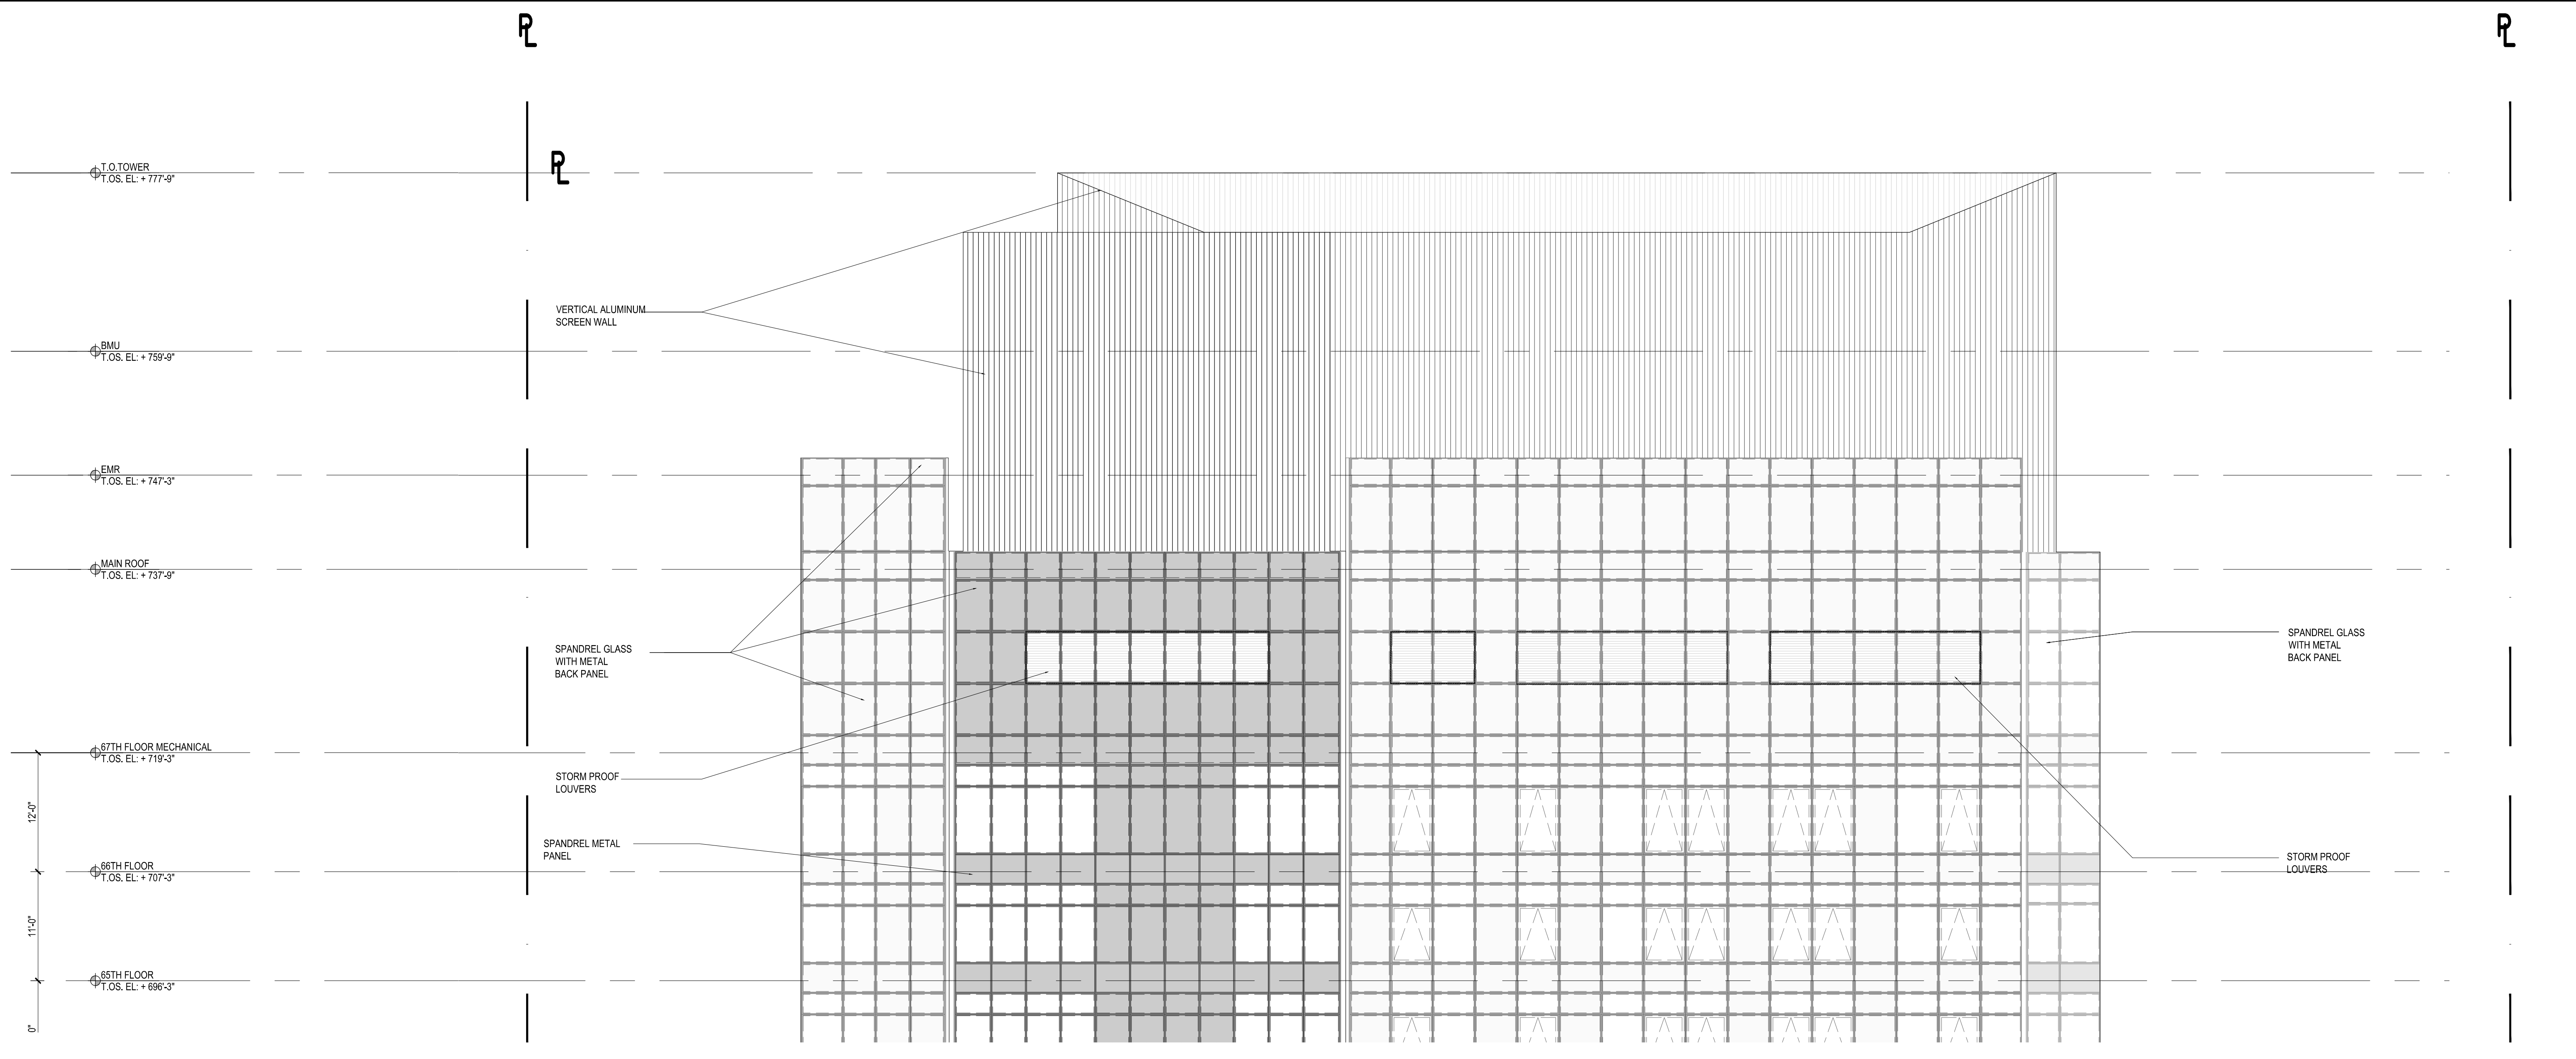 PL
PL
PL
T.O.TOWER
T.OS. EL: + 777'-9"
VERTICAL ALUMINUM
SCREEN WALL
BMU
T.OS. EL: + 759'-9"
EMR
T.OS. EL: + 747'-3"
MAIN ROOF
T.OS. EL: + 737'-9"
SPANDREL GLASS
WITH METAL
BACK PANEL
SPANDREL GLASS
WITH METAL
BACK PANEL
67TH FLOOR MECHANICAL
T.OS. EL: + 719'-3"
STORM PROOF
LOUVERS
12'-0"
SPANDREL METAL
PANEL
STORM PROOF
LOUVERS
66TH FLOOR
T.OS. EL: + 707'-3"
11'-0"
65TH FLOOR
T.OS. EL: + 696'-3"
0"